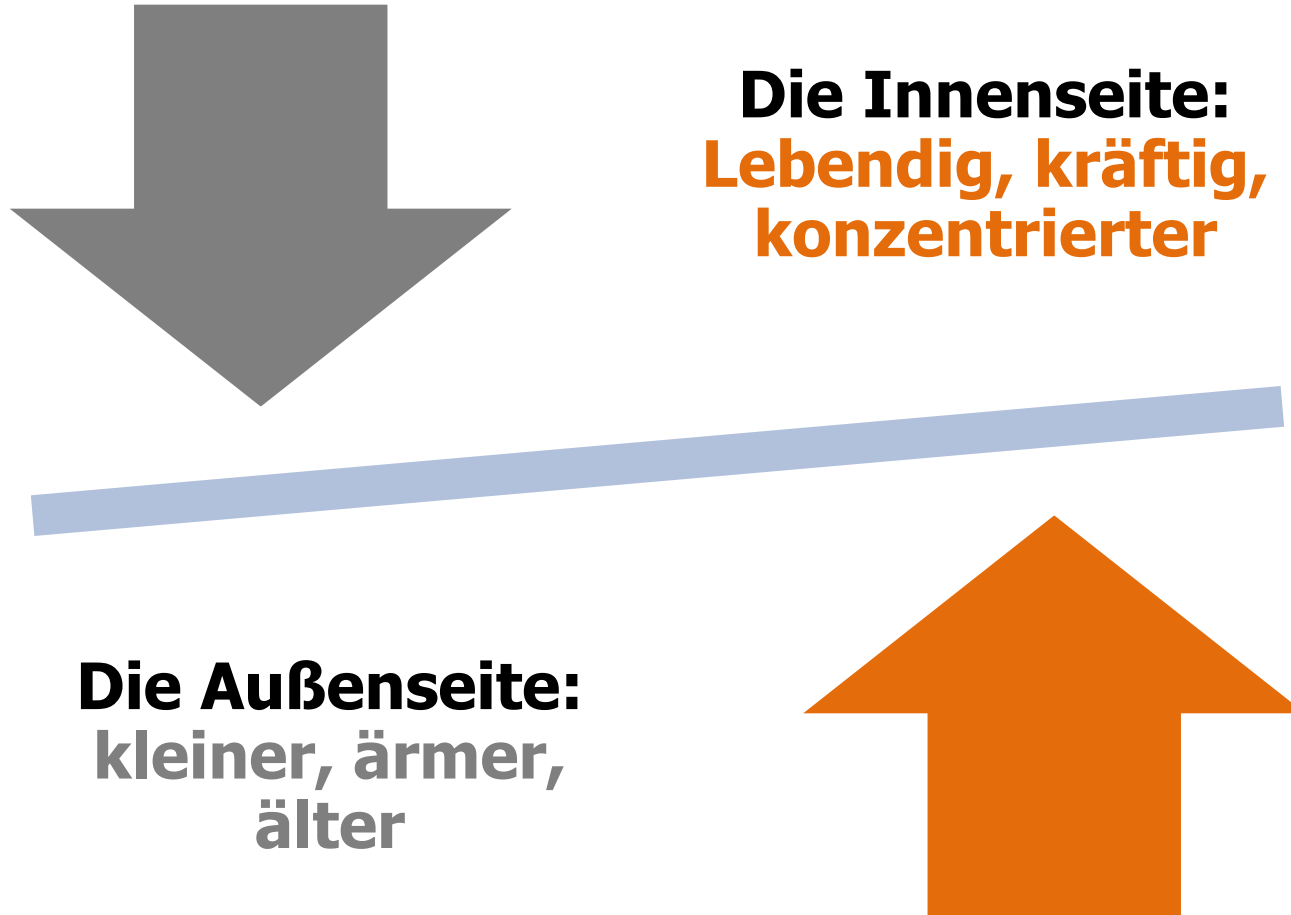 Die Innenseite:
Lebendig, kräftig,
konzentrierter
Die Außenseite:
kleiner, ärmer,
älter